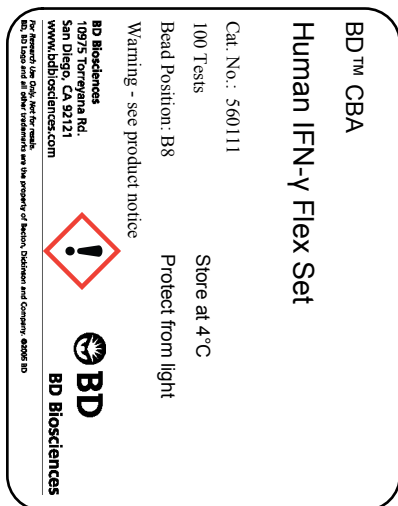 BD™ CBA
Human IFN-γ Flex Set
Cat. No.: 560111
100 Tests
Store at 4°C
Bead Position: B8
Protect from light
Warning - see product notice
BD Biosciences
10975 Torreyana Rd.
San Diego, CA 92121
www.bdbiosciences.com
BD
BD Biosciences
For Research Use Only. Not for resale.
BD, BD Logo and all other trademarks are the property of Becton, Dickinson and Company. ©2005 BD